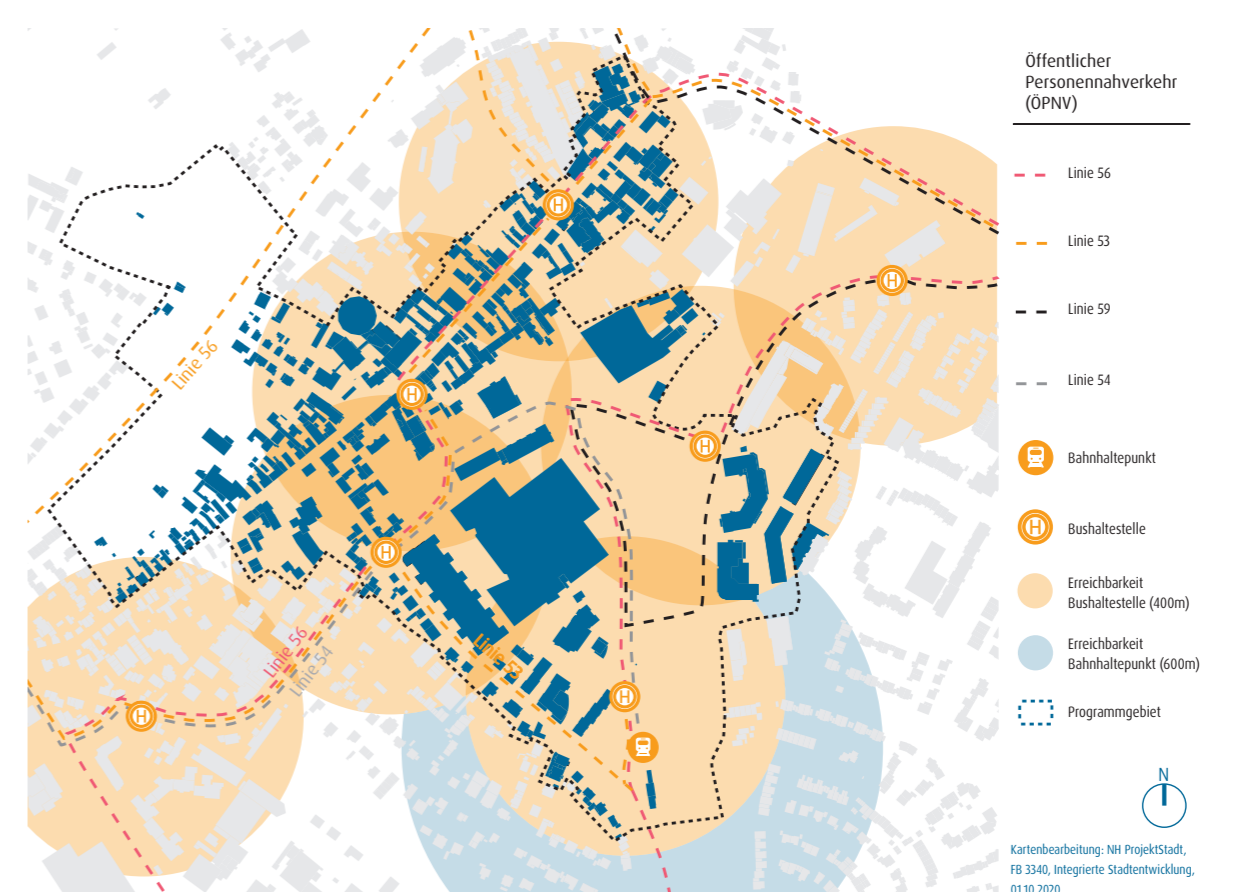 Öffentlicher
Personennahverkehr
(ÖPNV)
Linie 56
Linie 53
Linie 59
Linie 54
H Bushaltestelle
Bahnhaltepunkt
Erreichbarkeit
Bushaltestelle (400m)
Erreichbarkeit
Bahnhaltepunkt (600m)
Programmgebiet
N
Kartenbearbeitung: NH ProjektStadt,
FB 3340, Integrierte Stadtentwicklung,
01.10.2020
Linie 56
Linie 56
Linie 54
Linie 53
H
H
H
H
H
H
H